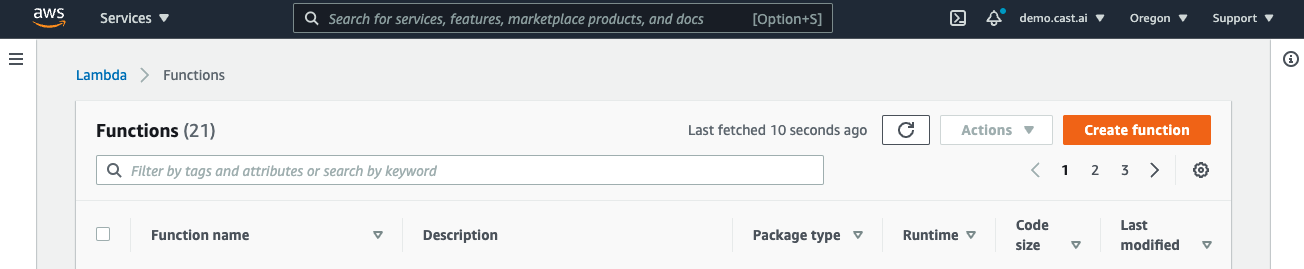 aws Services Search for services, features, marketplace products, and docs [Option+S] demo.cast.ai Oregon Support
Lambda Functions
Functions (21) Last fetched 10 seconds ago Actions Create function
Filter by tags and attributes or search by keyword 1 2 3
Function name Description Package type Runtime Code size Last modified